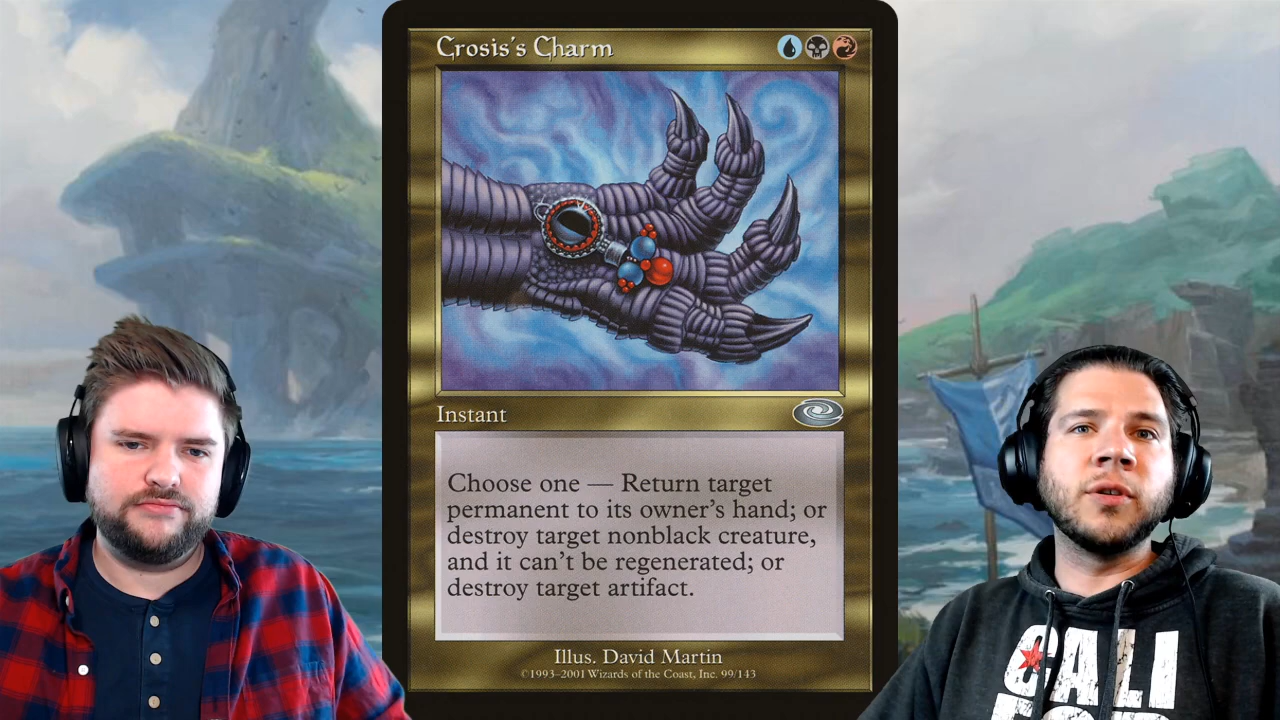 Crosis's Charm
Instant
Choose one — Return target
permanent to its owner's hand; or
destroy target nonblack creature,
and it can't be regenerated; or
destroy target artifact.
Illus. David Martin
©1993–2001 Wizards of the Coast, Inc. 99/143
CALI